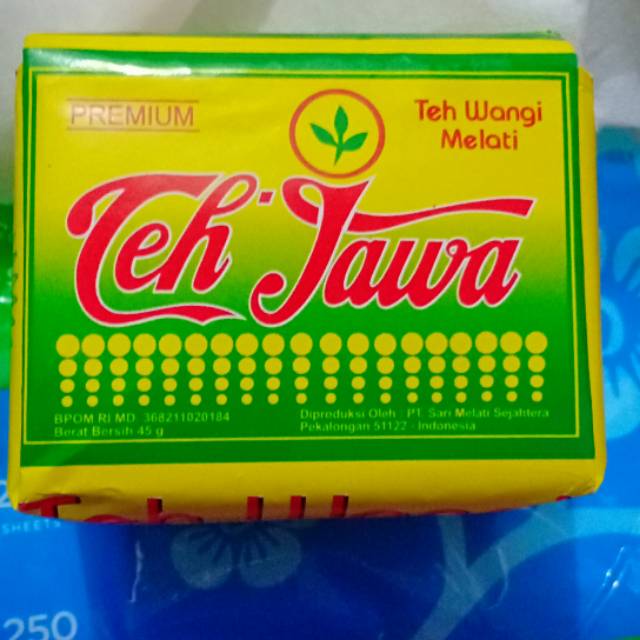 PREMIUM
Teh Wangi
Melati
Teh Jawa
BPOM RI MD. 368211020184
Berat Bersih 45 g
Diproduksi Oleh : PT. Sari Melati Sejahtera
Pekalongan 51122 - Indonesia
SHEETS
250